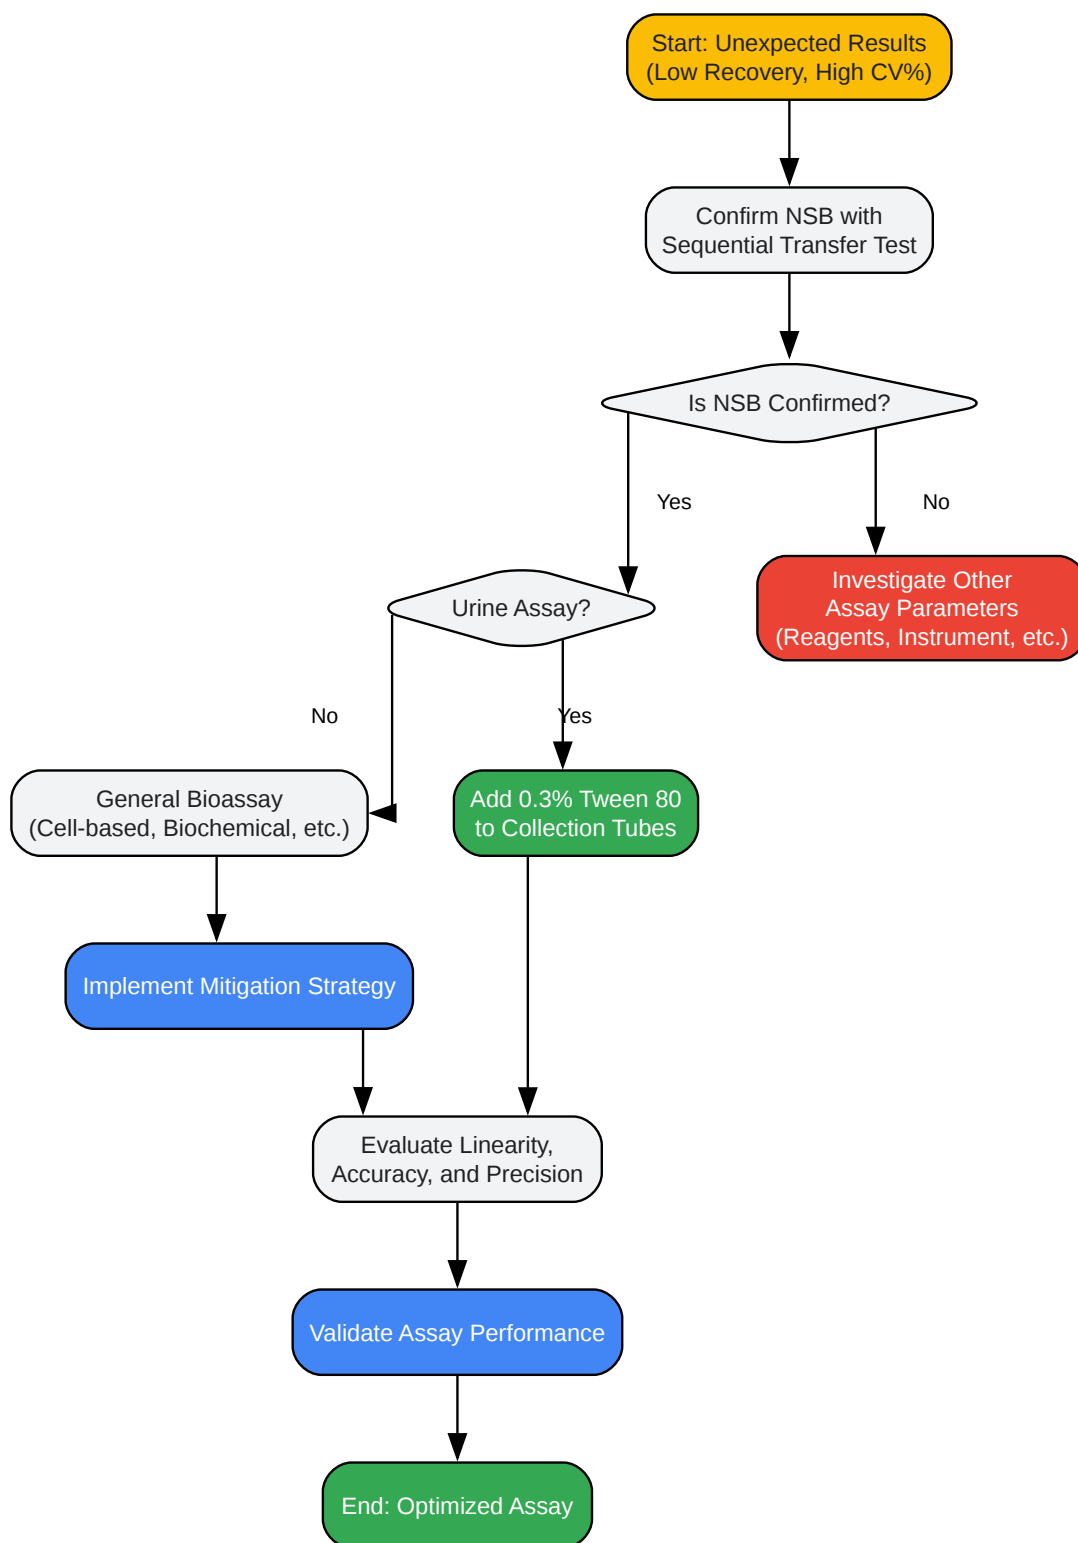 Start: Unexpected Results
(Low Recovery, High CV%)
Confirm NSB with
Sequential Transfer Test
Is NSB Confirmed?
Yes
No
Investigate Other
Assay Parameters
(Reagents, Instrument, etc.)
Urine Assay?
No
Yes
General Bioassay
(Cell-based, Biochemical, etc.)
Add 0.3% Tween 80
to Collection Tubes
Implement Mitigation Strategy
Evaluate Linearity,
Accuracy, and Precision
Validate Assay Performance
End: Optimized Assay